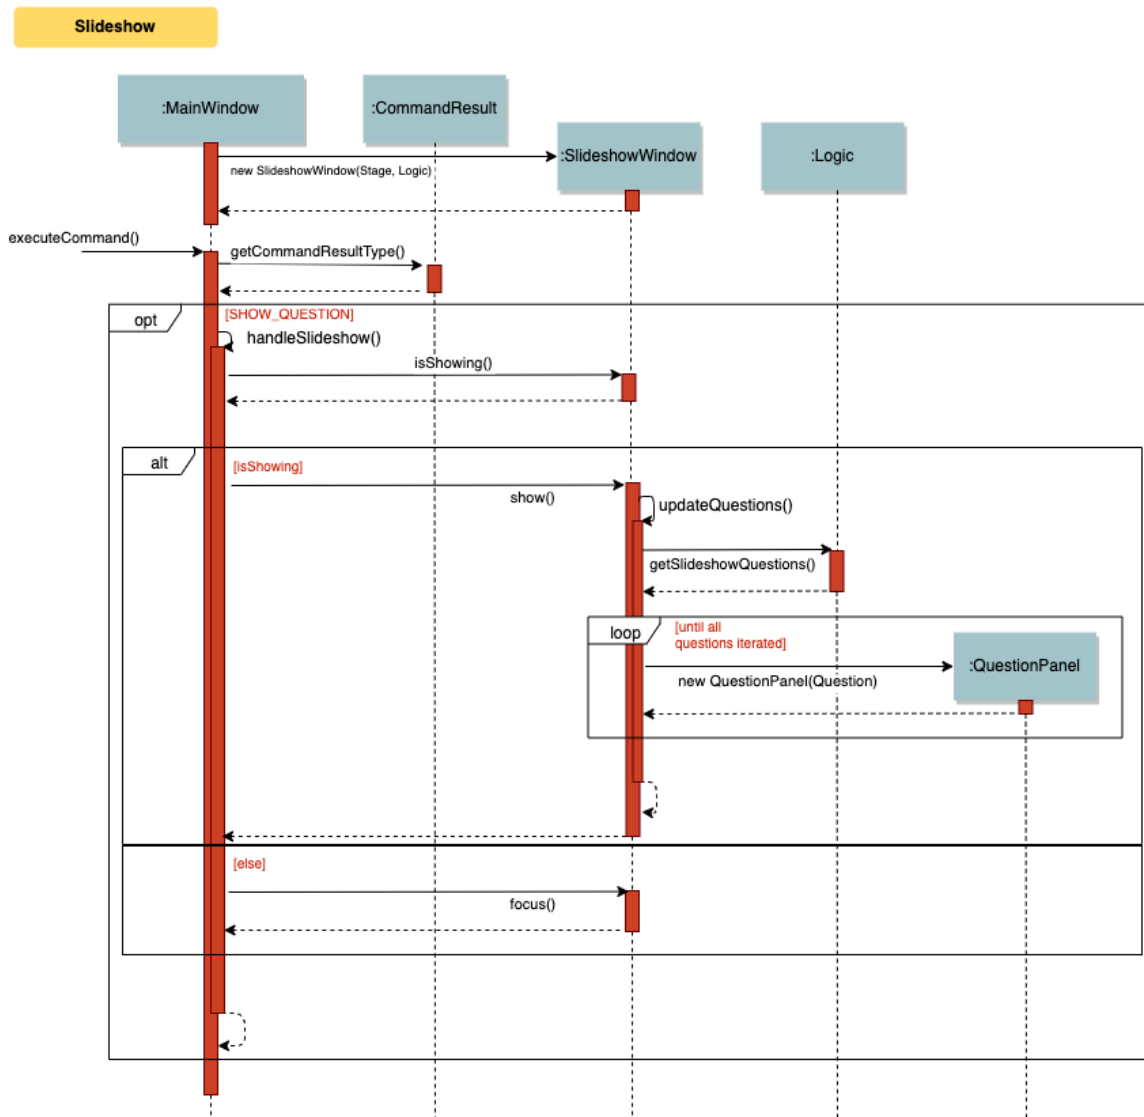 Slideshow
:MainWindow
:CommandResult
:SlideshowWindow
:Logic
new SlideshowWindow(Stage, Logic)
executeCommand()
getCommandResultType()
opt
[SHOW_QUESTION]
handleSlideshow()
isShowing()
alt
[isShowing]
show()
updateQuestions()
getSlideshowQuestions()
loop
[until all
questions iterated]
:QuestionPanel
new QuestionPanel(Question)
[else]
focus()